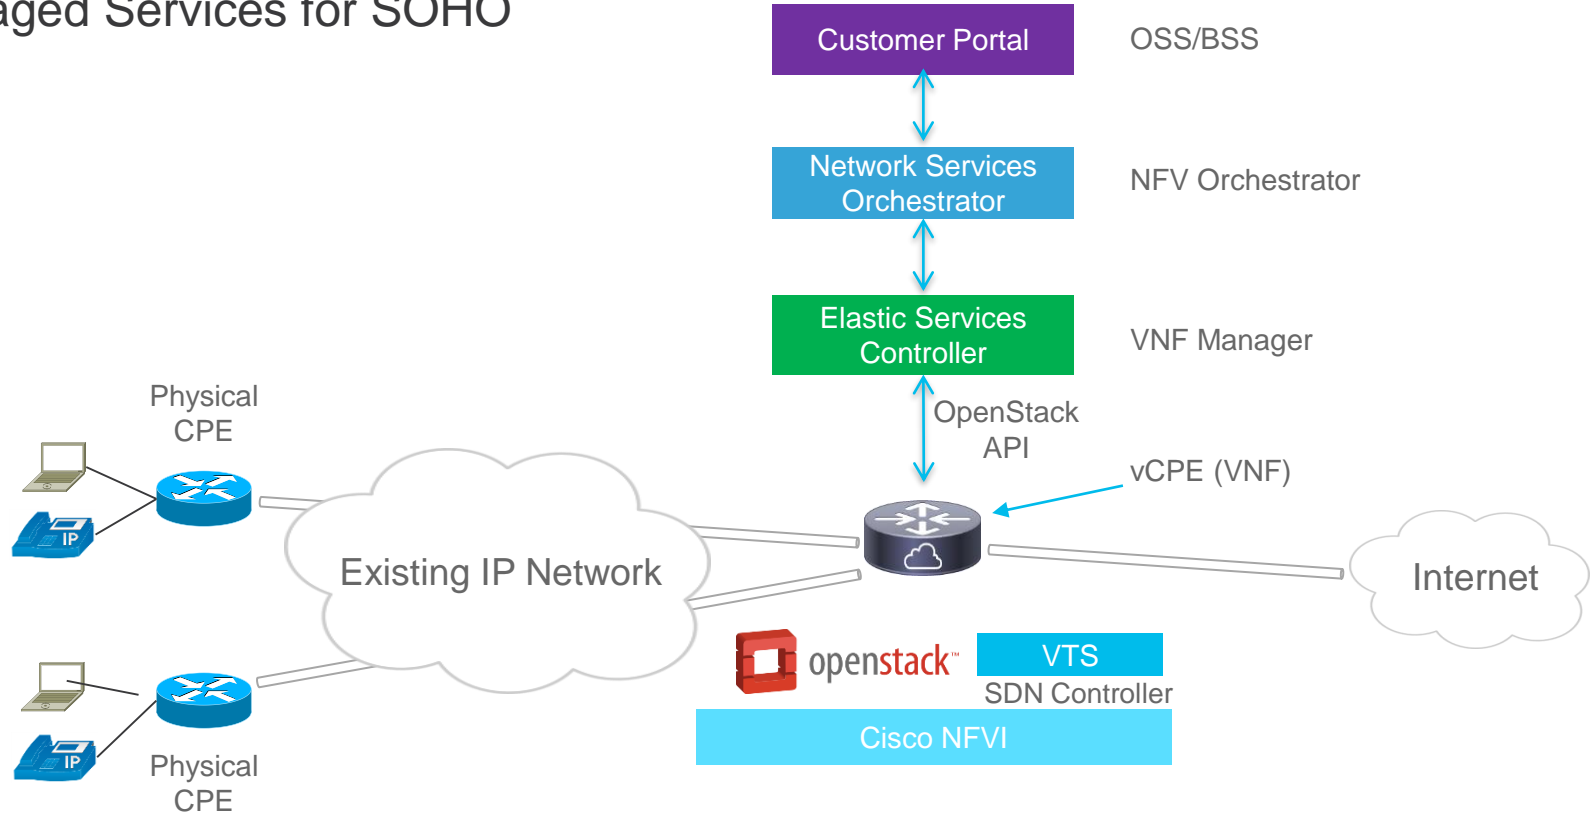 aged Services for SOHO
Customer Portal
OSS/BSS
Network Services
Orchestrator
NFV Orchestrator
Elastic Services
Controller
VNF Manager
OpenStack
API
vCPE (VNF)
Physical
CPE
IP
Existing IP Network
Internet
openstack™
VTS
SDN Controller
Cisco NFVI
IP
Physical
CPE